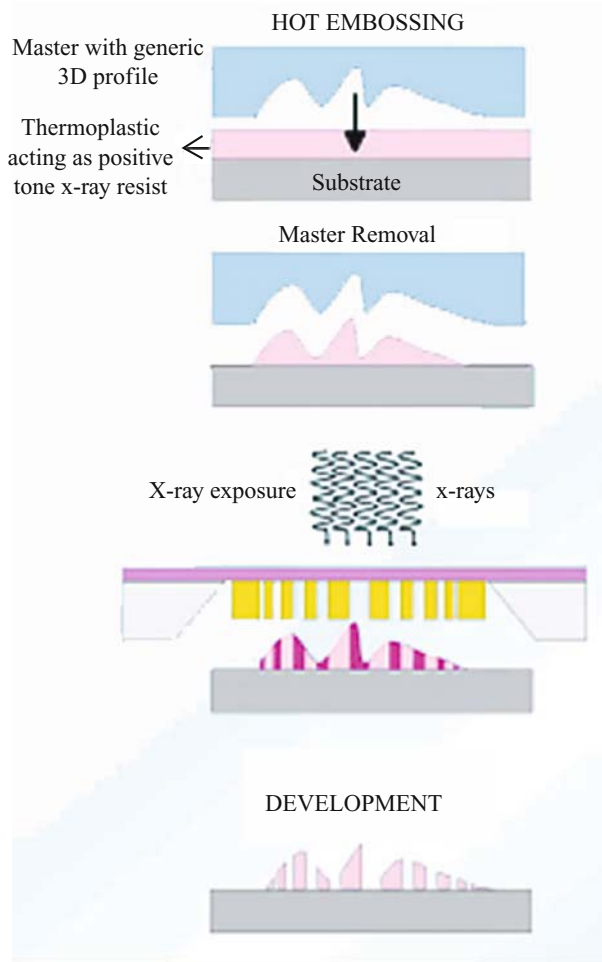 HOT EMBOSSING
Master with generic
3D profile
Thermoplastic
acting as positive
tone x-ray resist
Substrate
Master Removal
X-ray exposure
x-rays
DEVELOPMENT